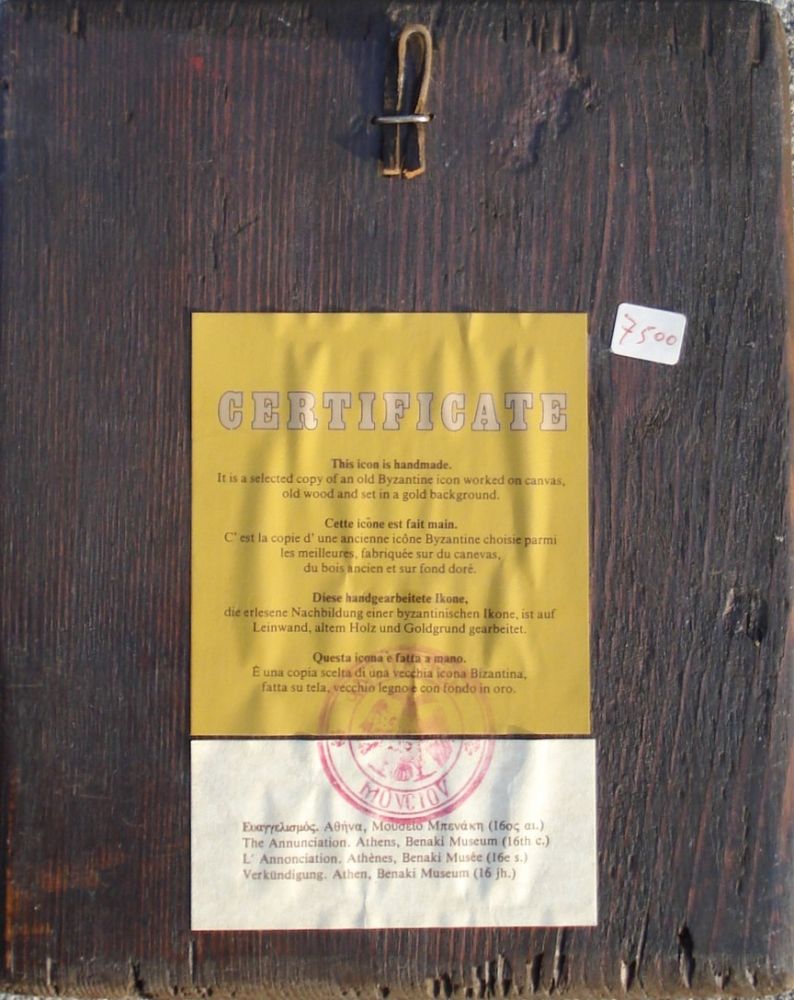 7500
CERTIFICATE
This icon is handmade.
It is a selected copy of an old Byzantine icon worked on canvas,
old wood and set in a gold background.
Cette icône est fait main.
C' est la copie d' une ancienne icône Byzantine choisie parmi
les meilleures, fabriquée sur du canevas,
du bois ancien et sur fond doré.
Diese handgearbeitete Ikone,
die erlesene Nachbildung einer byzantinischen Ikone, ist auf
Leinwand, altem Holz und Goldgrund gearbeitet.
Questa icona è fatta a mano.
È una copia scelta di una vecchia icona Bizantina,
fatta su tela, vecchio legno e con fondo in oro.
ΜΟΥϹΙΟΥ
Ευαγγελισμός. Αθήνα, Μουσείο Μπενάκη (16ος αι.)
The Annunciation. Athens, Benaki Museum (16th c.)
L' Annonciation. Athènes, Benaki Musée (16e s.)
Verkündigung. Athen, Benaki Museum (16 jh.)